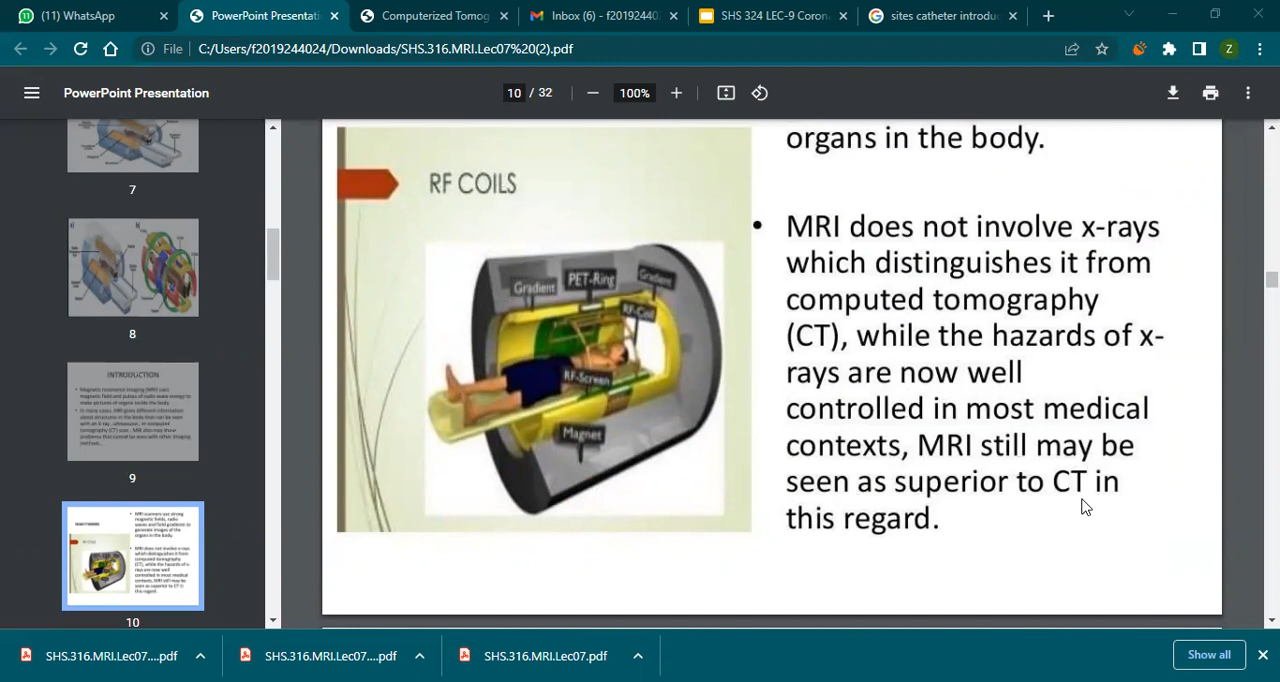 (11) WhatsApp
PowerPoint Presentati
Computerized Tomog
Inbox (6) - f20192440
SHS 324 LEC-9 Coron
sites catheter introdu
File
C:/Users/f2019244024/Downloads/SHS.316.MRI.Lec07%20(2).pdf
Z
PowerPoint Presentation
10 / 32
100%
7
8
INTRODUCTION
9
10
organs in the body.
RF COILS
Gradient
PET-Ring
Gradient
RF-Coil
RF-Screen
Magnet
• MRI does not involve x-rays
which distinguishes it from
computed tomography
(CT), while the hazards of x-
rays are now well
controlled in most medical
contexts, MRI still may be
seen as superior to CT in
this regard.
SHS.316.MRI.Lec07....pdf
SHS.316.MRI.Lec07....pdf
SHS.316.MRI.Lec07.pdf
Show all